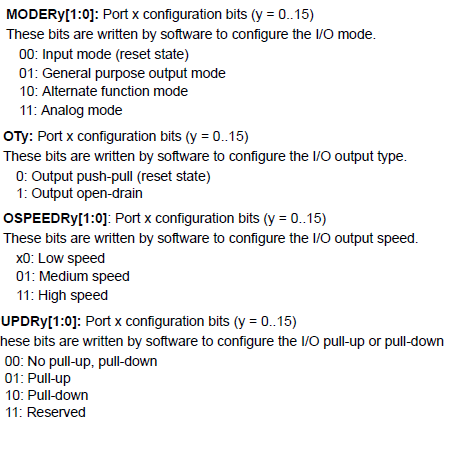 MODERy[1:0]: Port x configuration bits (y = 0..15)
These bits are written by software to configure the I/O mode.
00: Input mode (reset state)
01: General purpose output mode
10: Alternate function mode
11: Analog mode
OTy: Port x configuration bits (y = 0..15)
These bits are written by software to configure the I/O output type.
0: Output push-pull (reset state)
1: Output open-drain
OSPEEDRy[1:0]: Port x configuration bits (y = 0..15)
These bits are written by software to configure the I/O output speed.
x0: Low speed
01: Medium speed
11: High speed
UPDRy[1:0]: Port x configuration bits (y = 0..15)
hese bits are written by software to configure the I/O pull-up or pull-down
00: No pull-up, pull-down
01: Pull-up
10: Pull-down
11: Reserved